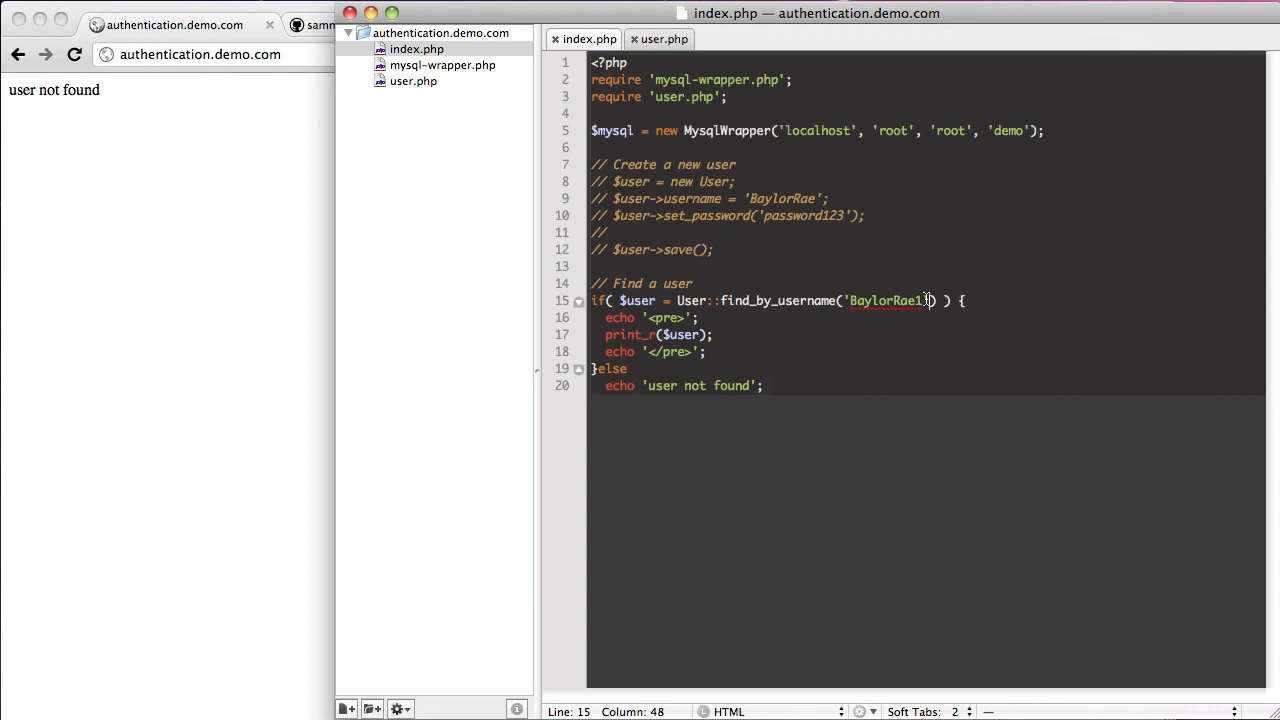 index.php — authentication.demo.com
authentication.demo.com
samm
authentication.demo.com
user not found
authentication.demo.com
index.php
mysql-wrapper.php
user.php
index.php
user.php
1 <?php
2 require 'mysql-wrapper.php';
3 require 'user.php';
4
5 $mysql = new MysqlWrapper('localhost', 'root', 'root', 'demo');
6
7 // Create a new user
8 // $user = new User;
9 // $user->username = 'BaylorRae';
10 // $user->set_password('password123');
11 //
12 // $user->save();
13
14 // Find a user
15 if( $user = User::find_by_username('BaylorRae1') ) {
16 echo '<pre>';
17 print_r($user);
18 echo '</pre>';
19 }else
20 echo 'user not found';
Line: 15 Column: 48
HTML
Soft Tabs: 2
—